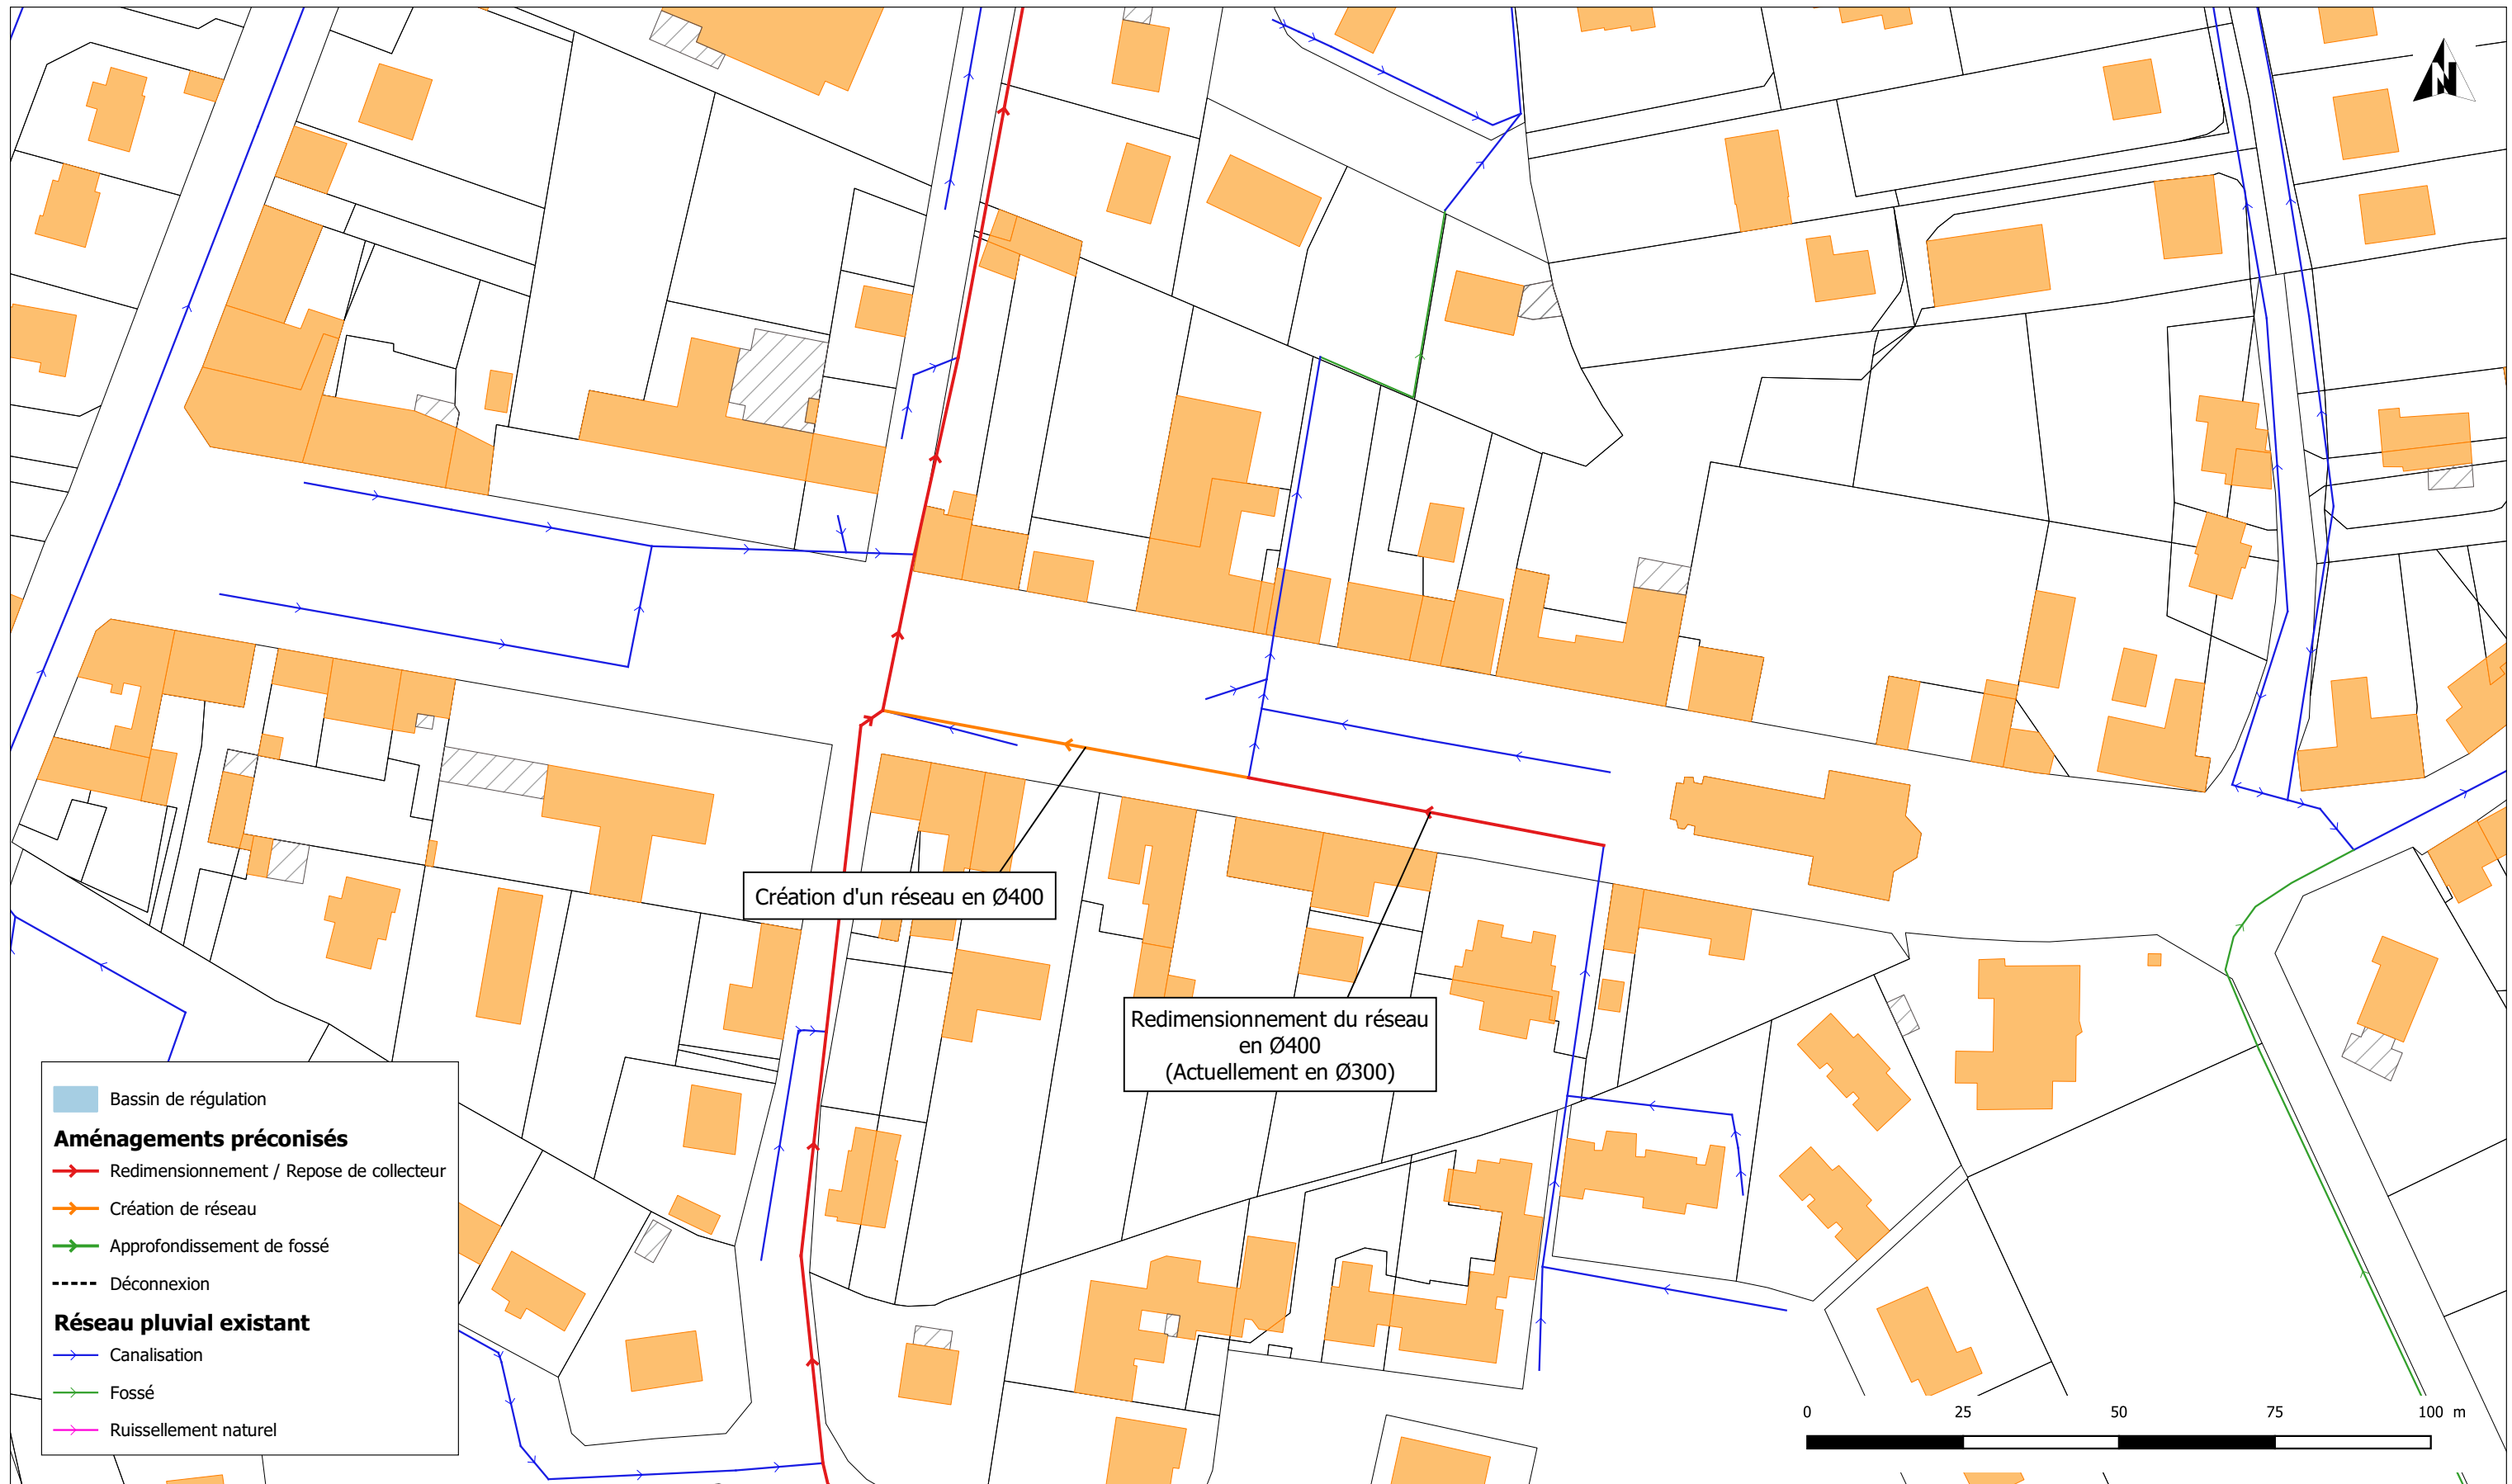 N
Création d'un réseau en Ø400
Redimensionnement du réseau
en Ø400
(Actuellement en Ø300)
Bassin de régulation
Aménagements préconisés
Redimensionnement / Repose de collecteur
Création de réseau
Approfondissement de fossé
Déconnexion
Réseau pluvial existant
Canalisation
Fossé
Ruissellement naturel
0 25 50 75 100 m